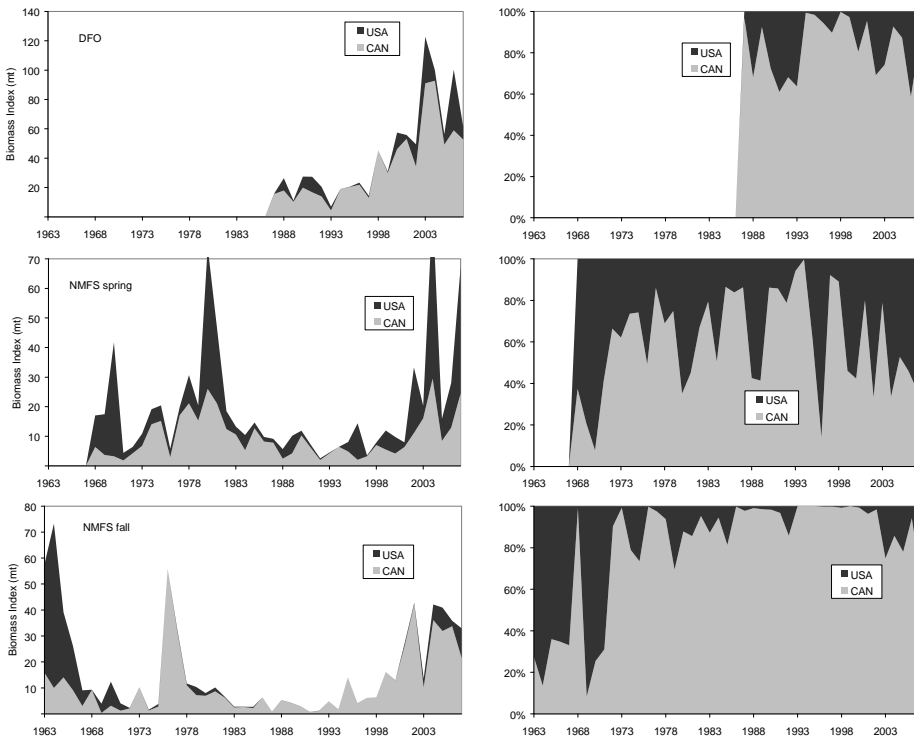 DFO
USA
CAN
Biomass Index (mt)
140
120
100
80
60
40
20
1963 1968 1973 1978 1983 1988 1993 1998 2003
USA
CAN
100%
80%
60%
40%
20%
0%
1963 1968 1973 1978 1983 1988 1993 1998 2003
NMFS spring
USA
CAN
Biomass Index (mt)
70
60
50
40
30
20
10
1963 1968 1973 1978 1983 1988 1993 1998 2003
USA
CAN
100%
80%
60%
40%
20%
0%
1963 1968 1973 1978 1983 1988 1993 1998 2003
NMFS fall
USA
CAN
Biomass Index (mt)
80
70
60
50
40
30
20
10
1963 1968 1973 1978 1983 1988 1993 1998 2003
USA
CAN
100%
80%
60%
40%
20%
0%
1963 1968 1973 1978 1983 1988 1993 1998 2003